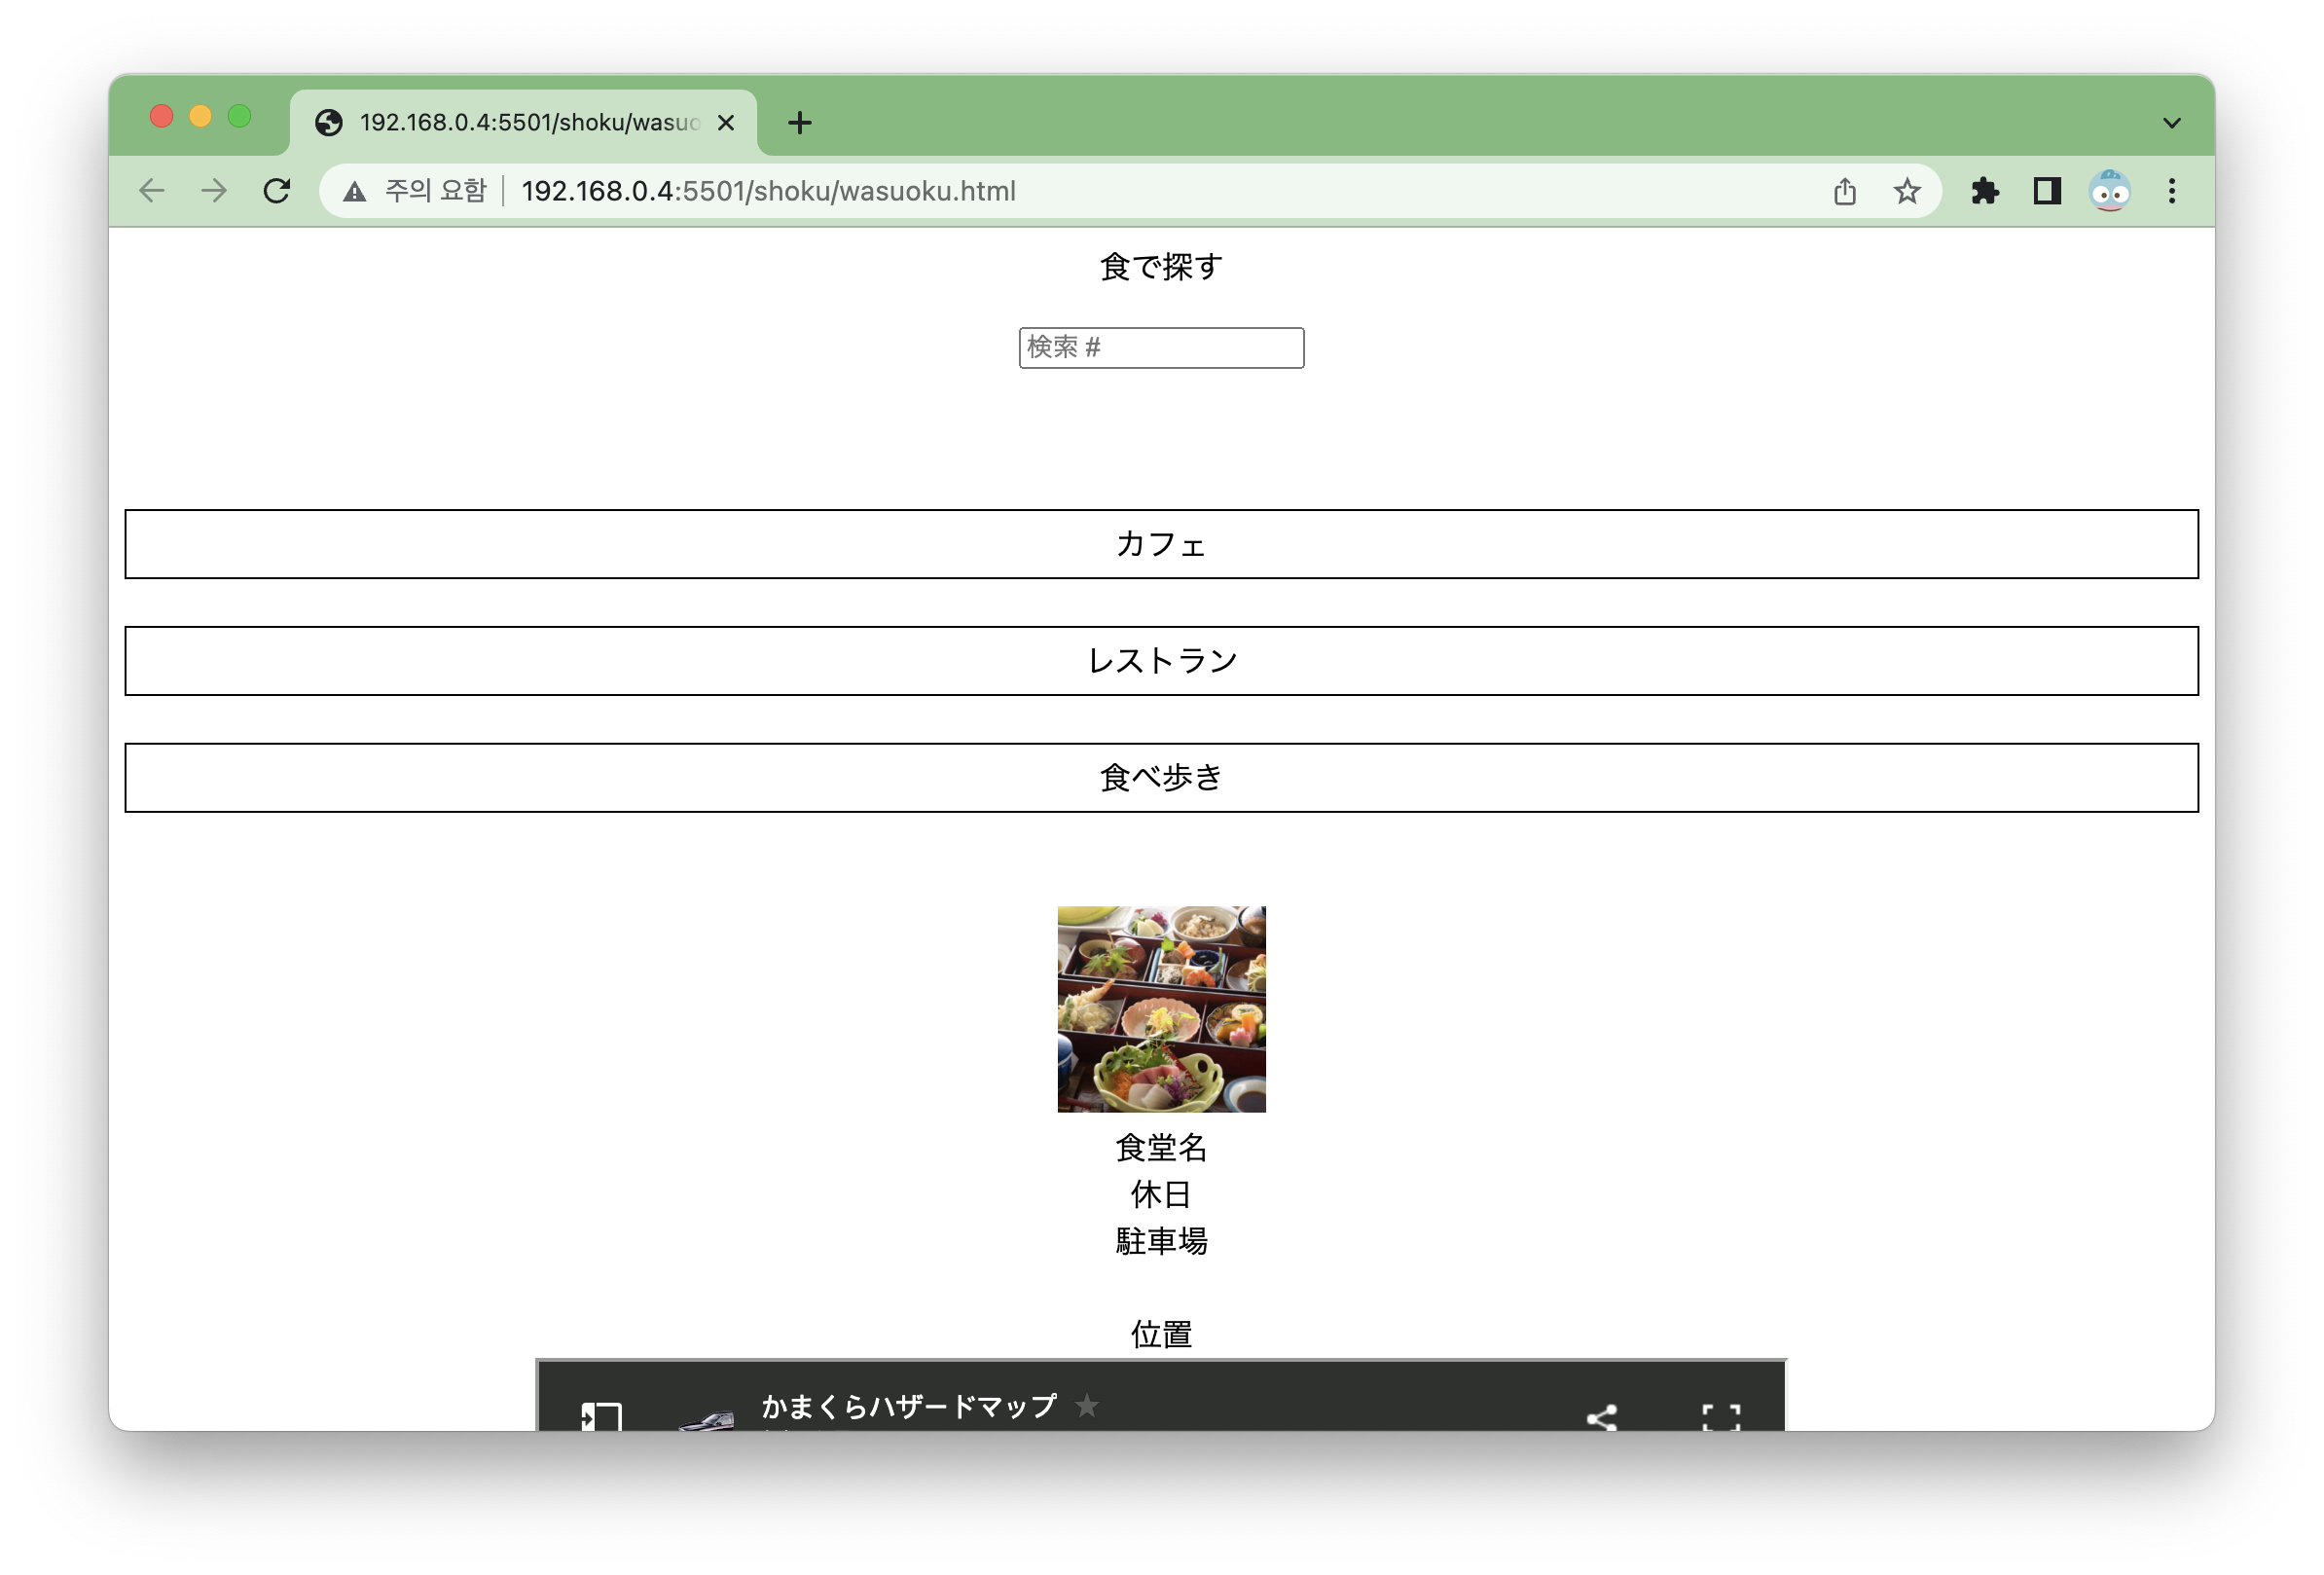 192.168.0.4:5501/shoku/wasuo
주의 요함
192.168.0.4:5501/shoku/wasuoku.html
食で探す
検索 #
カフェ
レストラン
食べ歩き
食堂名
休日
駐車場
位置
かまくらハザードマップ